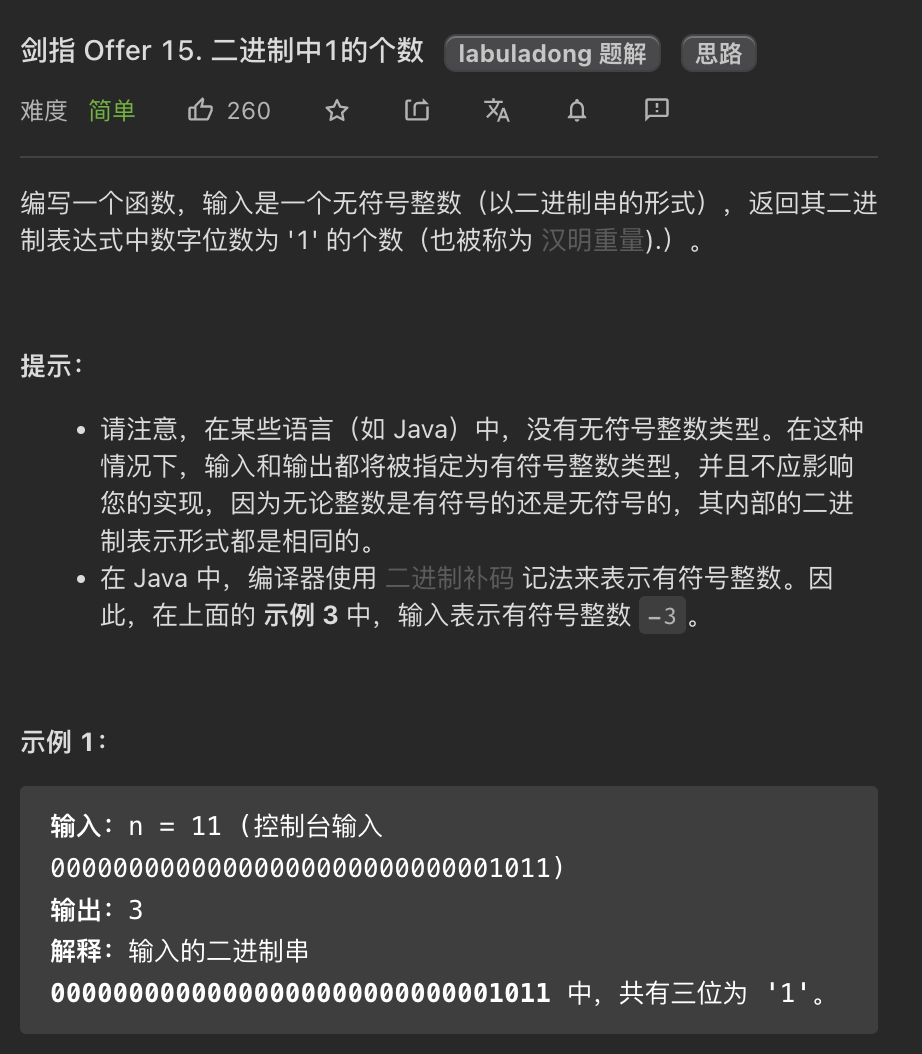 剑指 Offer 15. 二进制中1的个数 labuladong 题解 思路
难度 简单 260
编写一个函数，输入是一个无符号整数（以二进制串的形式），返回其二进
制表达式中数字位数为 '1' 的个数（也被称为 汉明重量).）。
提示：
• 请注意，在某些语言（如 Java）中，没有无符号整数类型。在这种
情况下，输入和输出都将被指定为有符号整数类型，并且不应影响
您的实现，因为无论整数是有符号的还是无符号的，其内部的二进
制表示形式都是相同的。
• 在 Java 中，编译器使用 二进制补码 记法来表示有符号整数。因
此，在上面的 示例 3 中，输入表示有符号整数 -3。
示例 1：
输入：n = 11 (控制台输入
00000000000000000000000000001011)
输出：3
解释：输入的二进制串
00000000000000000000000000001011 中，共有三位为 '1'。